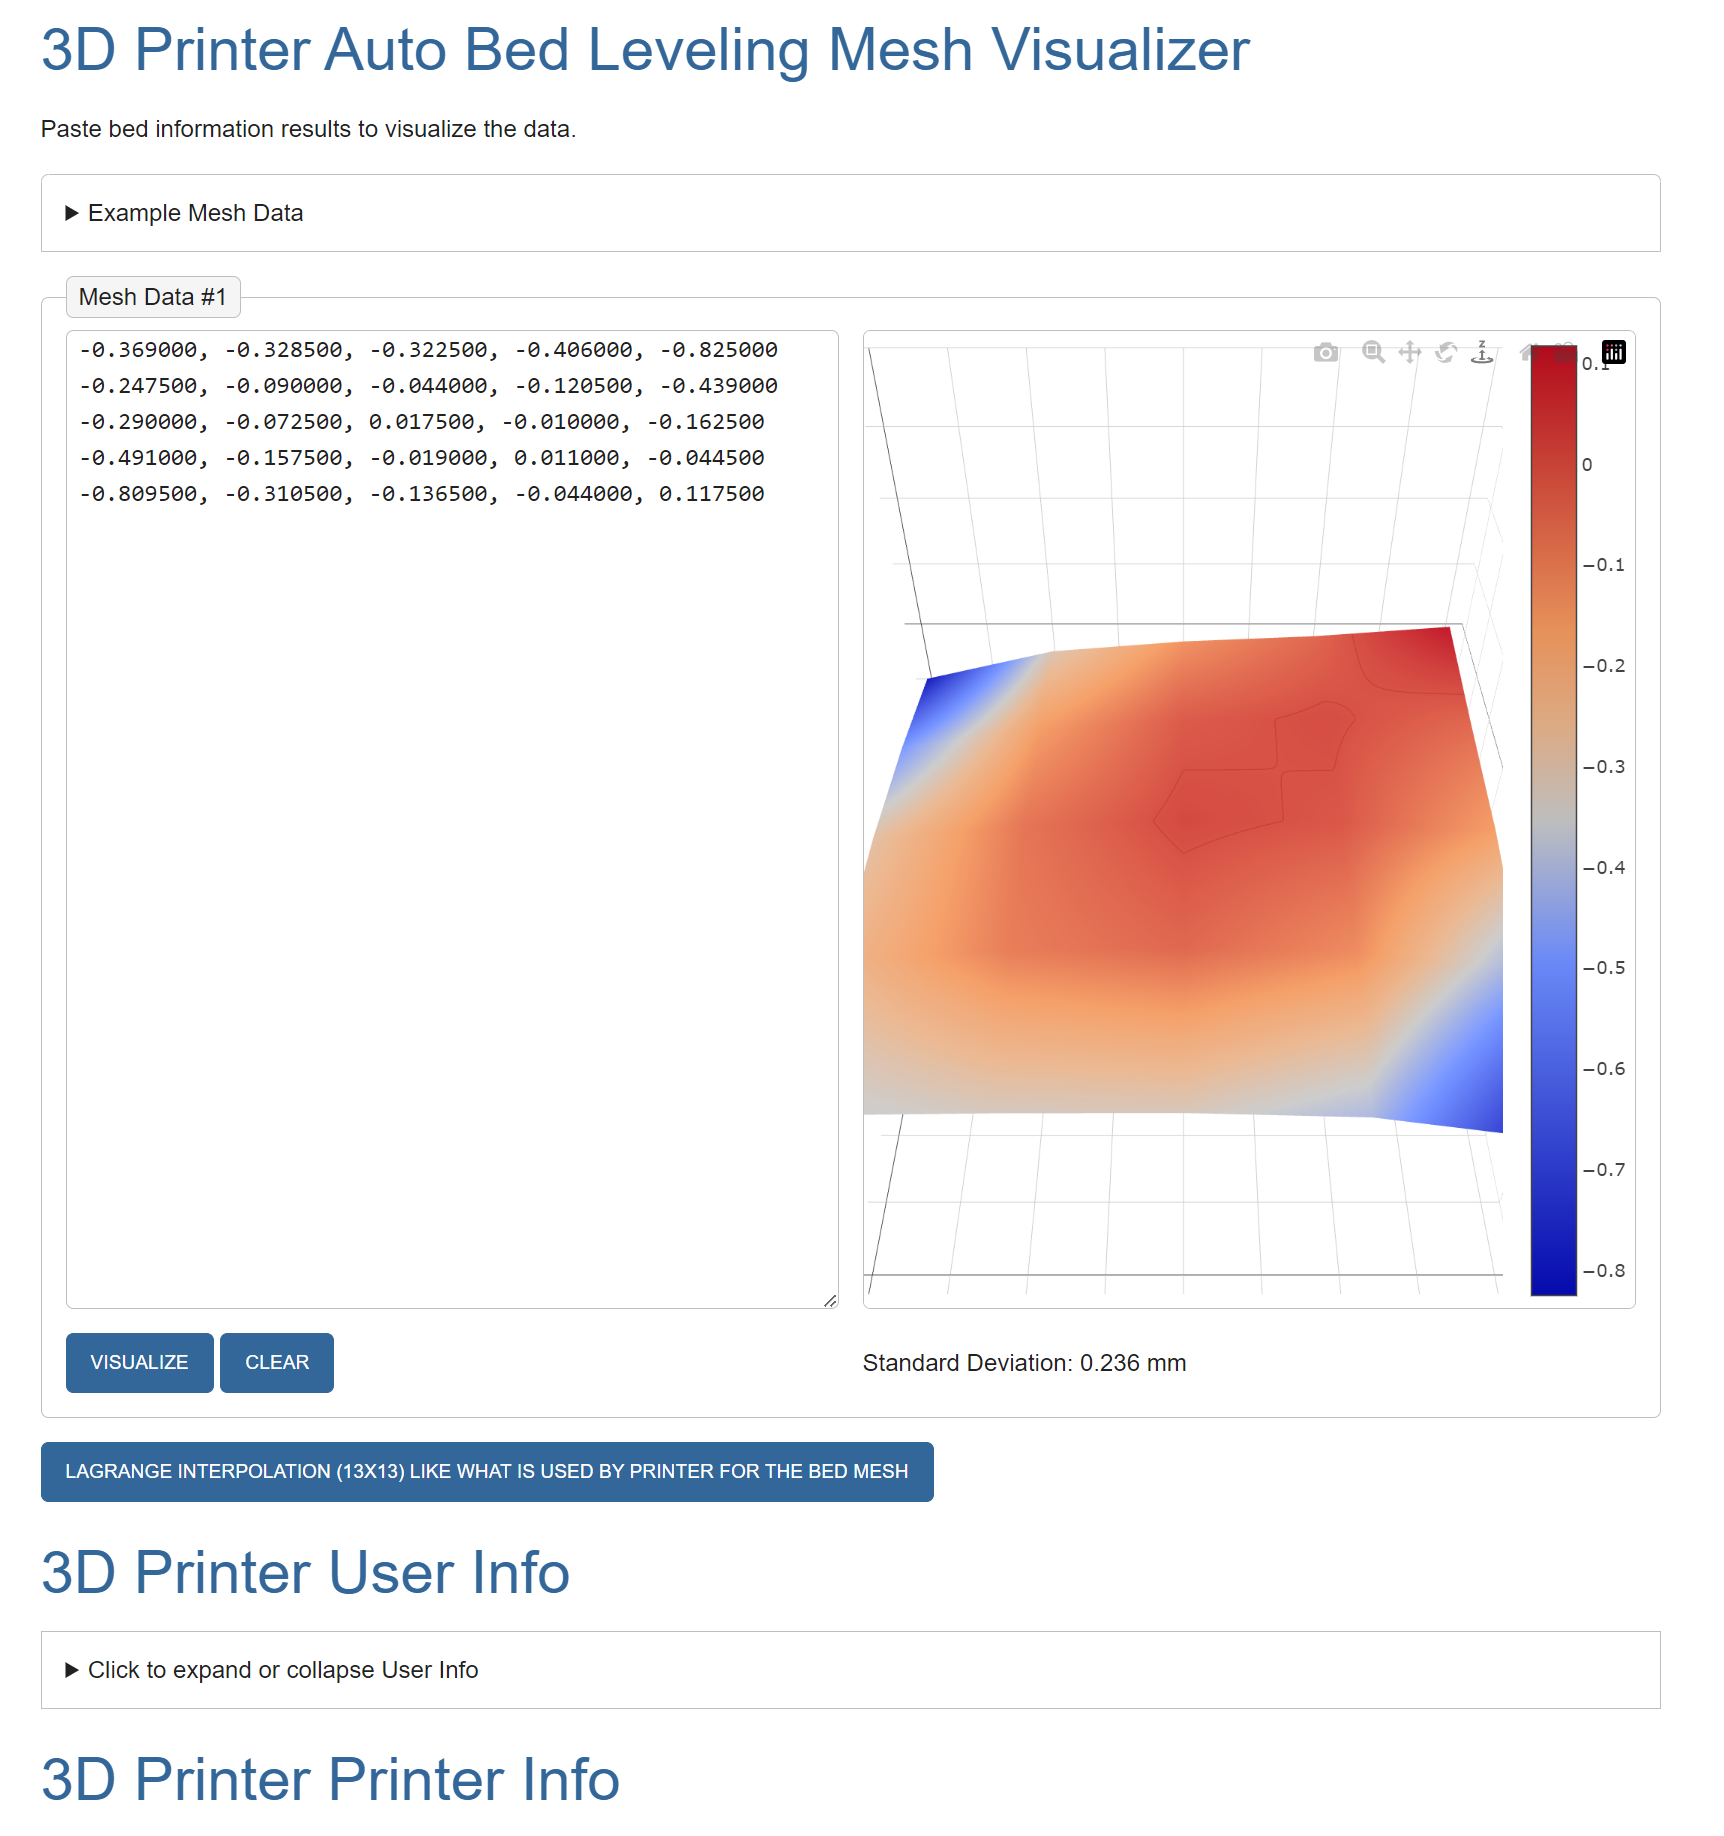 3D Printer Auto Bed Leveling Mesh Visualizer
Paste bed information results to visualize the data.
Example Mesh Data
Mesh Data #1
-0.369000, -0.328500, -0.322500, -0.406000, -0.825000
-0.247500, -0.090000, -0.044000, -0.120500, -0.439000
-0.290000, -0.072500, 0.017500, -0.010000, -0.162500
-0.491000, -0.157500, -0.019000, 0.011000, -0.044500
-0.809500, -0.310500, -0.136500, -0.044000, 0.117500
z
0.1
0
−0.1
−0.2
−0.3
−0.4
−0.5
−0.6
−0.7
−0.8
VISUALIZE
CLEAR
Standard Deviation: 0.236 mm
LAGRANGE INTERPOLATION (13X13) LIKE WHAT IS USED BY PRINTER FOR THE BED MESH
3D Printer User Info
Click to expand or collapse User Info
3D Printer Printer Info